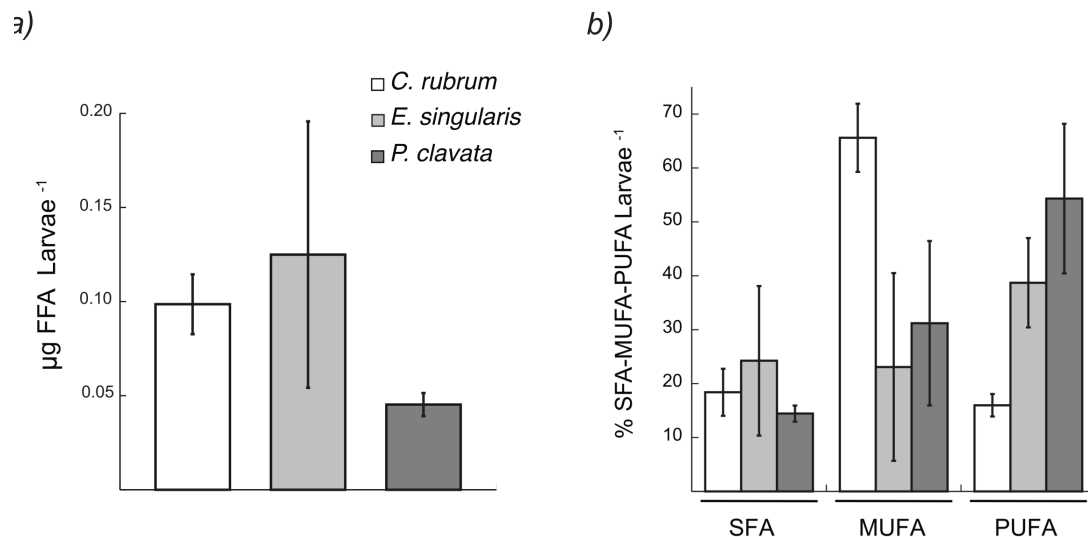 a)
C. rubrum
E. singularis
P. clavata
0.20
0.15
0.10
0.05
µg FFA Larvae -1
b)
70
60
50
40
30
20
10
% SFA-MUFA-PUFA Larvae -1
SFA
MUFA
PUFA